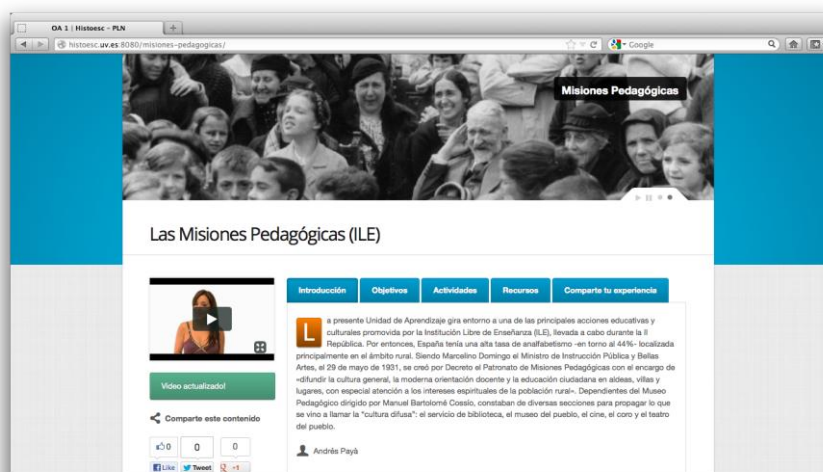 OA 1 | Histoesc - PLN
histoesc.uv.es:8080/misiones-pedagogicas/
Google
Misiones Pedagógicas
Las Misiones Pedagógicas (ILE)
Introducción
Objetivos
Actividades
Recursos
Comparte tu experiencia
La presente Unidad de Aprendizaje gira entorno a una de las principales acciones educativas y
culturales promovida por la Institución Libre de Enseñanza (ILE), llevada a cabo durante la II
República. Por entonces, España tenía una alta tasa de analfabetismo -en torno al 44%- localizada
principalmente en el ámbito rural. Siendo Marcelino Domingo el Ministro de Instrucción Pública y Bellas
Artes, el 29 de mayo de 1931, se creó por Decreto el Patronato de Misiones Pedagógicas con el encargo de
«difundir la cultura general, la moderna orientación docente y la educación ciudadana en aldeas, villas y
lugares, con especial atención a los intereses espirituales de la población rural». Dependientes del Museo
Pedagógico dirigido por Manuel Bartolomé Cossío, constaban de diversas secciones para propagar lo que
se vino a llamar la "cultura difusa": el servicio de biblioteca, el museo del pueblo, el cine, el coro y el teatro
del pueblo.
Andrés Payà
Video actualizado!
Comparte este contenido
0
0
0
Like
Tweet
+1